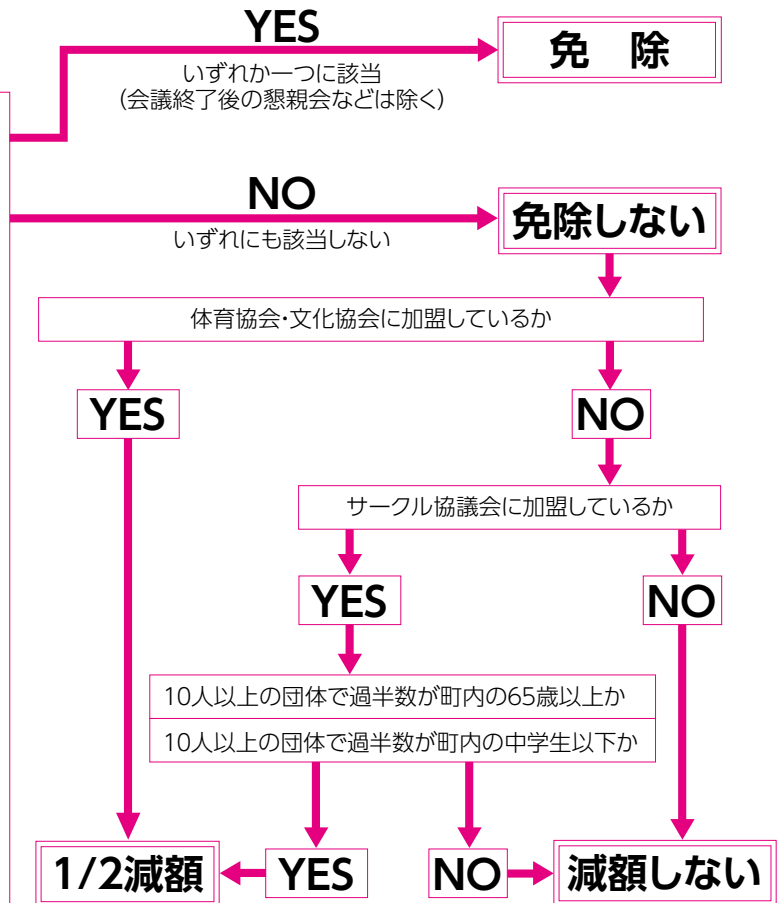 YES
いずれか一つに該当
(会議終了後の懇親会などは除く)
免 除
NO
いずれにも該当しない
免除しない
体育協会・文化協会に加盟しているか
YES
NO
サークル協議会に加盟しているか
YES
NO
10人以上の団体で過半数が町内の65歳以上か
10人以上の団体で過半数が町内の中学生以下か
1/2減額
YES
NO
減額しない